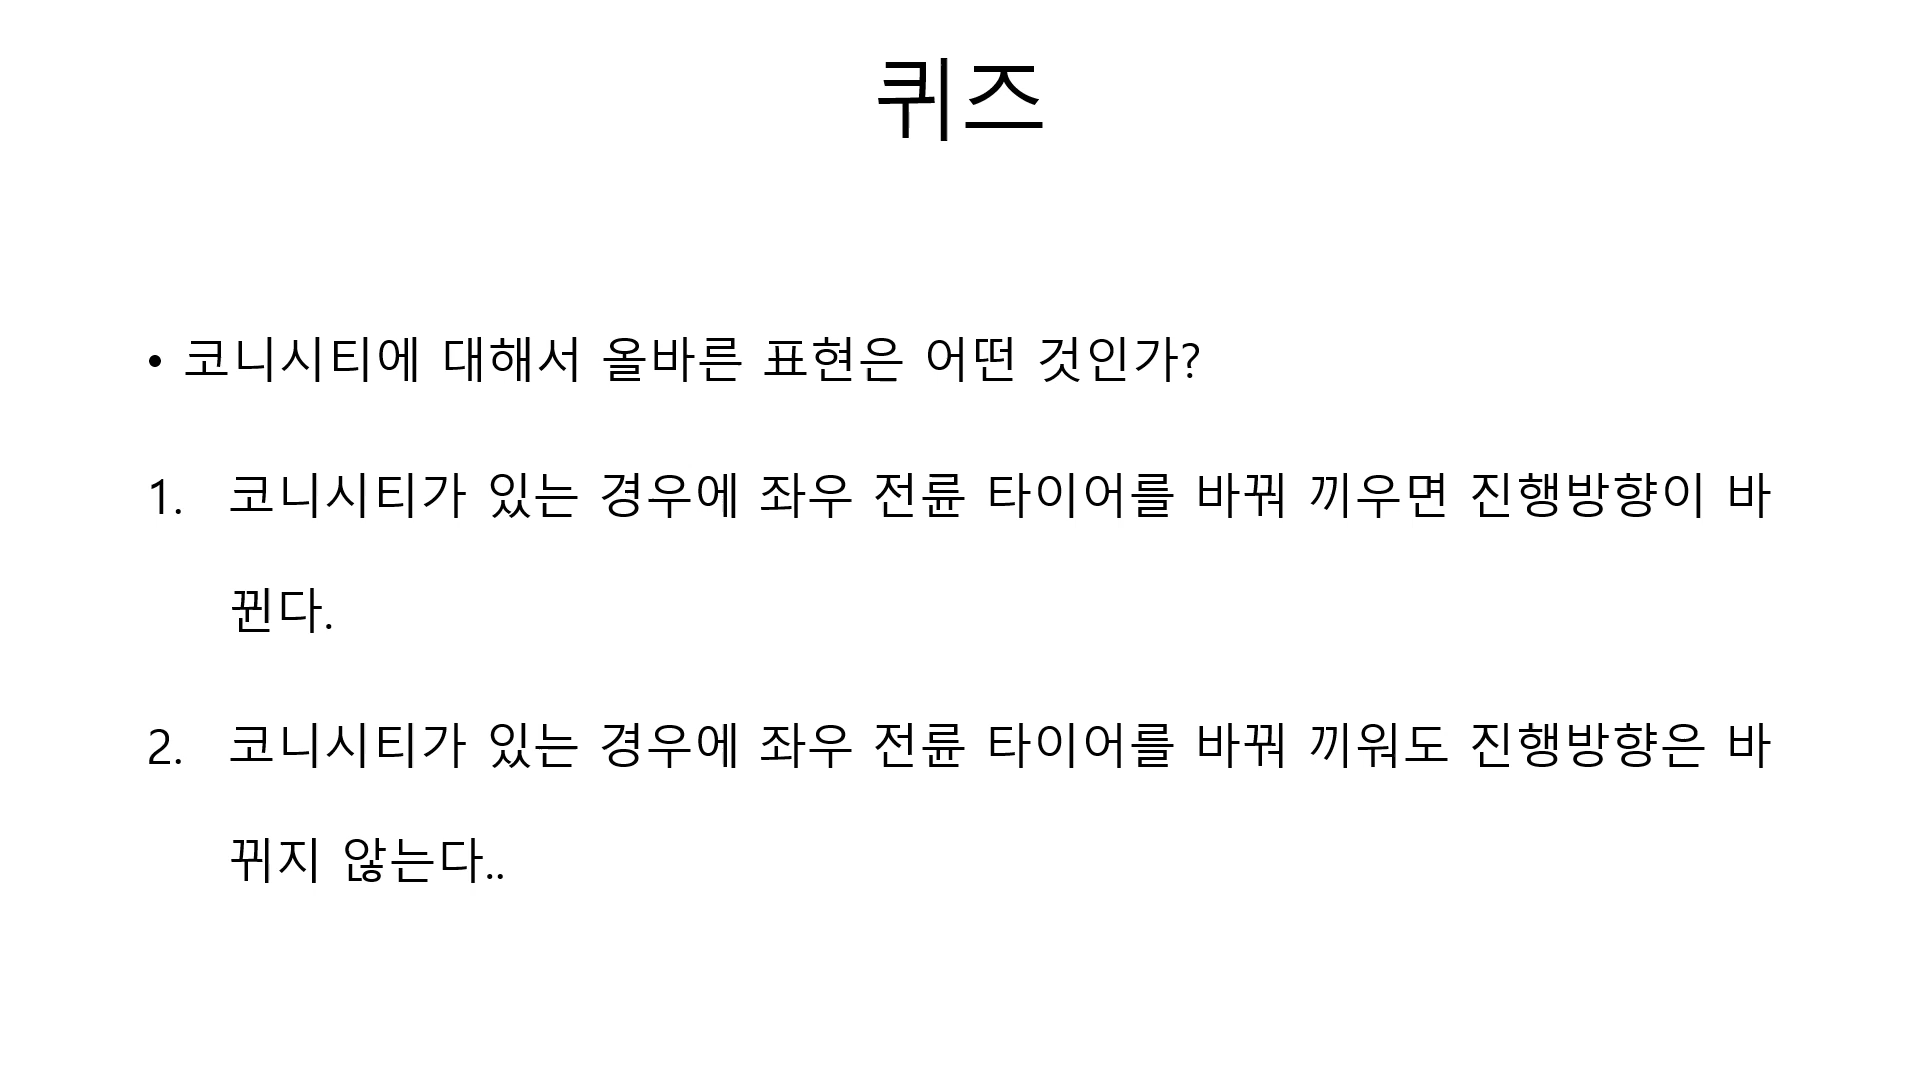 퀴즈
• 코니시티에 대해서 올바른 표현은 어떤 것인가?
1. 코니시티가 있는 경우에 좌우 전륜 타이어를 바꿔 끼우면 진행방향이 바
뀐다.
2. 코니시티가 있는 경우에 좌우 전륜 타이어를 바꿔 끼워도 진행방향은 바
뀌지 않는다..